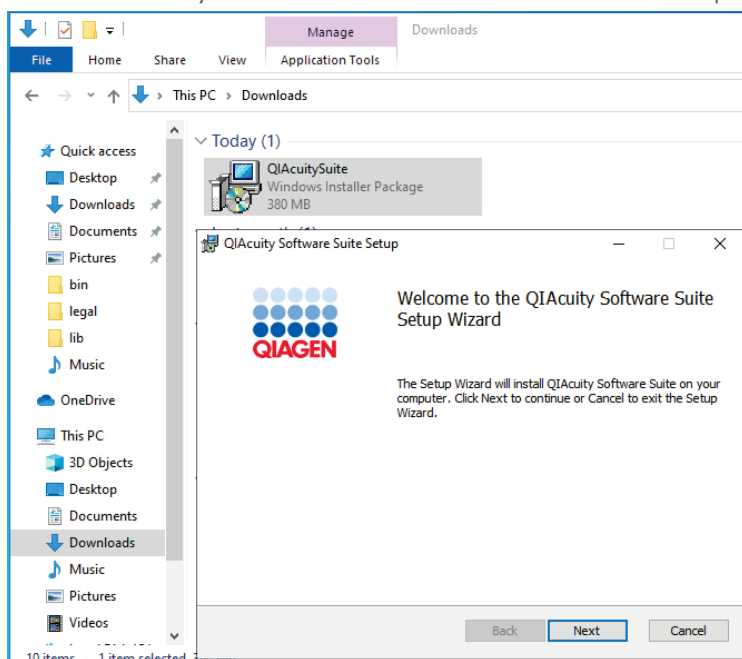 Manage
Downloads
File
Home
Share
View
Application Tools
This PC
Downloads
Quick access
Desktop
Downloads
Documents
Pictures
bin
legal
lib
Music
OneDrive
This PC
3D Objects
Desktop
Documents
Downloads
Music
Pictures
Videos
10 items
1 item selected
Today (1)
QIAcuitySuite
Windows Installer Package
380 MB
QIAcuity Software Suite Setup
QIAGEN
Welcome to the QIAcuity Software Suite
Setup Wizard
The Setup Wizard will install QIAcuity Software Suite on your
computer. Click Next to continue or Cancel to exit the Setup
Wizard.
Back
Next
Cancel